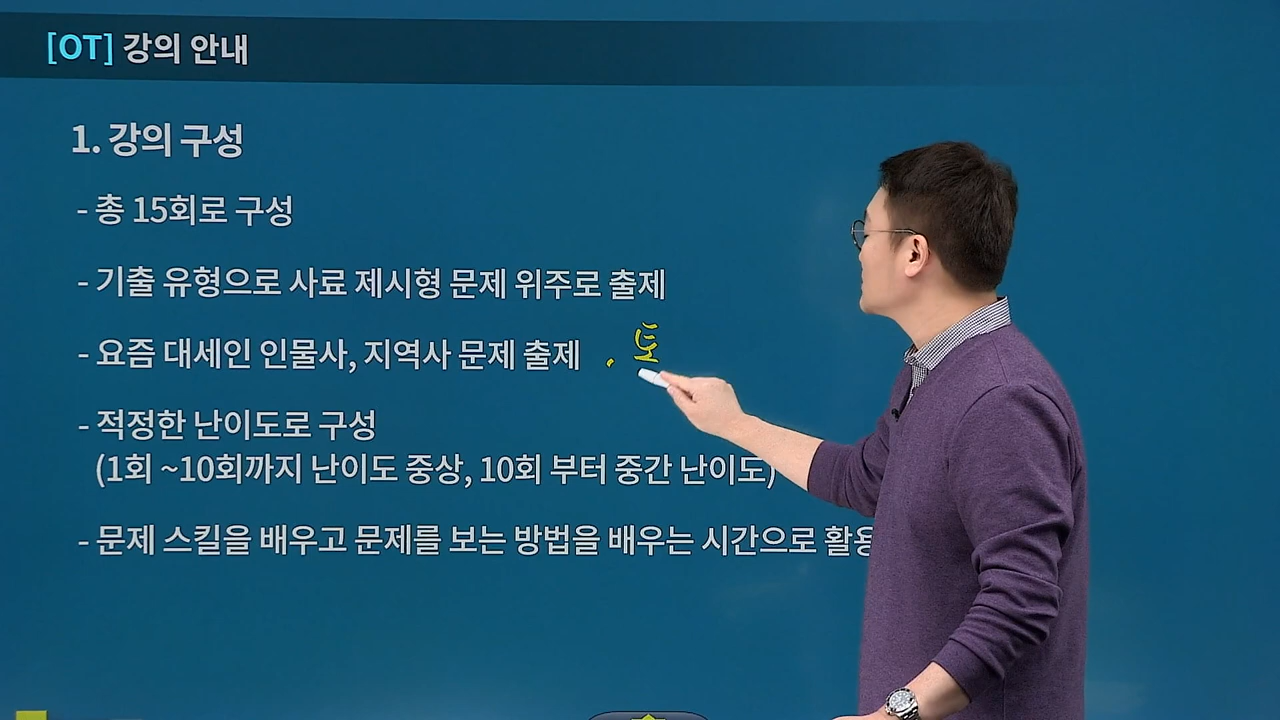 [OT] 강의 안내
1. 강의 구성
- 총 15회로 구성
- 기출 유형으로 사료 제시형 문제 위주로 출제
- 요즘 대세인 인물사, 지역사 문제 출제
- 적정한 난이도로 구성
(1회 ~10회까지 난이도 중상, 10회 부터 중간 난이도)
- 문제 스킬을 배우고 문제를 보는 방법을 배우는 시간으로 활용